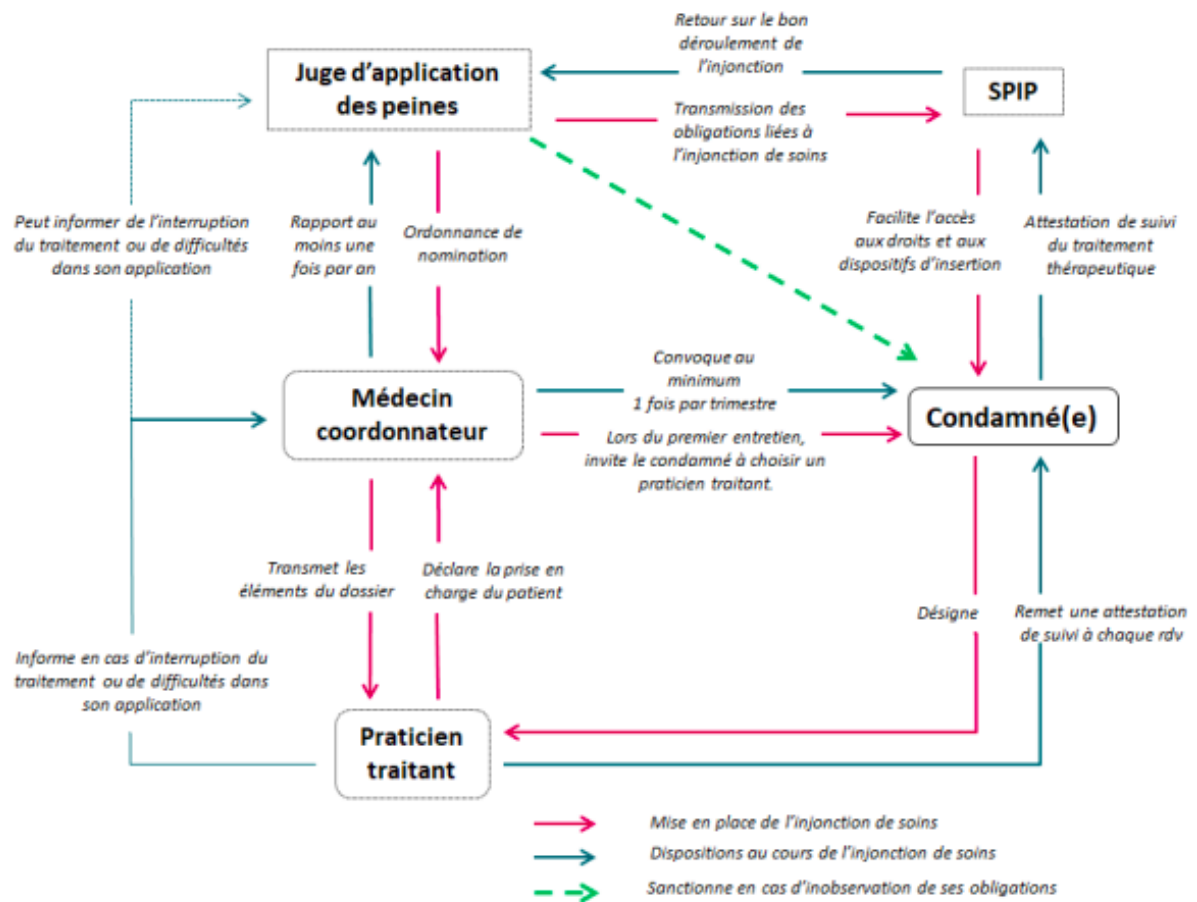 Retour sur le bon
déroulement de
l'injonction
Juge d'application
des peines
SPIP
Transmission des
obligations liées à
l'injonction de soins
Peut informer de l'interruption
du traitement ou de difficultés
dans son application
Rapport au
moins une
fois par an
Ordonnance de
nomination
Facilite l'accès
aux droits et aux
dispositifs d'insertion
Attestation de suivi
du traitement
thérapeutique
Médecin
coordonnateur
Convoque au
minimum
1 fois par trimestre
Condamné(e)
Lors du premier entretien,
invite le condamné à choisir un
praticien traitant.
Transmet les
éléments du dossier
Déclare la prise en
charge du patient
Désigne
Remet une attestation
de suivi à chaque rdv
Informe en cas d'interruption du
traitement ou de difficultés dans
son application
Praticien
traitant
Mise en place de l'injonction de soins
Dispositions au cours de l'injonction de soins
Sanctionne en cas d'inobservation de ses obligations